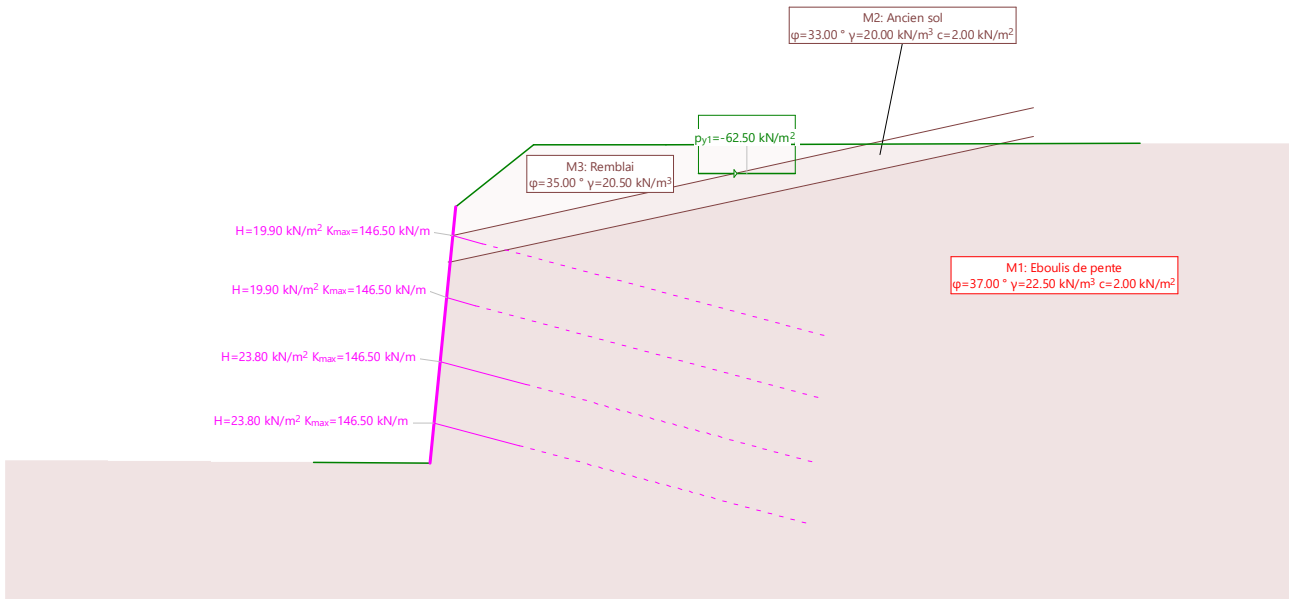 M2: Ancien sol
φ=33.00 ° γ=20.00 kN/m³ c=2.00 kN/m²
py1=-62.50 kN/m²
M3: Remblai
φ=35.00 ° γ=20.50 kN/m³
H=19.90 kN/m² Kmax=146.50 kN/m
M1: Eboulis de pente
φ=37.00 ° γ=22.50 kN/m³ c=2.00 kN/m²
H=19.90 kN/m² Kmax=146.50 kN/m
H=23.80 kN/m² Kmax=146.50 kN/m
H=23.80 kN/m² Kmax=146.50 kN/m